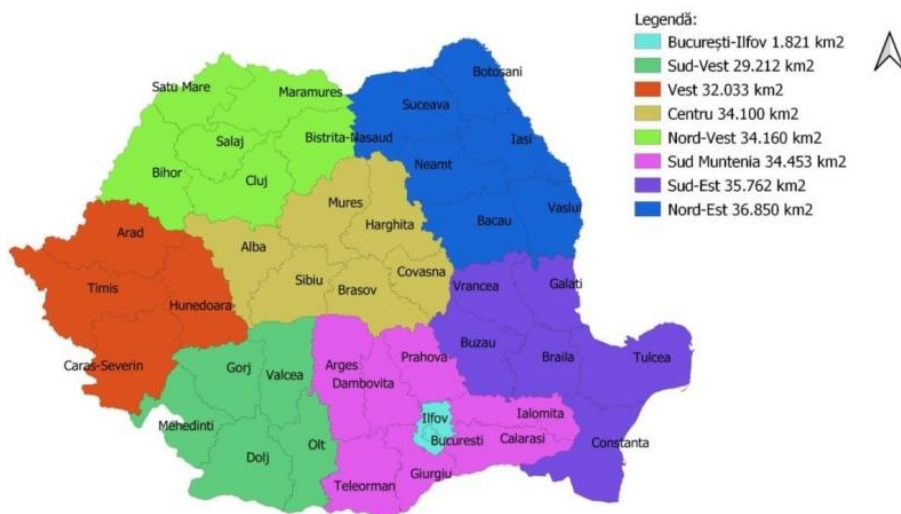 Legendă:
București-Ilfov 1.821 km2
Sud-Vest 29.212 km2
Vest 32.033 km2
Centru 34.100 km2
Nord-Vest 34.160 km2
Sud Muntenia 34.453 km2
Sud-Est 35.762 km2
Nord-Est 36.850 km2
Botosani
Satu Mare
Maramures
Suceava
Salaj
Bistrita-Nasaud
Iasi
Bihor
Cluj
Neamt
Mures
Vaslui
Arad
Alba
Harghita
Bacau
Timis
Hunedoara
Sibiu
Brasov
Covasna
Vrancea
Galati
Caras-Severin
Gorj
Valcea
Arges
Prahova
Dambovita
Buzau
Braila
Tulcea
Mehedinti
Ilfov
Ialomita
Dolj
Olt
Bucuresti
Calarasi
Constanta
Teleorman
Giurgiu